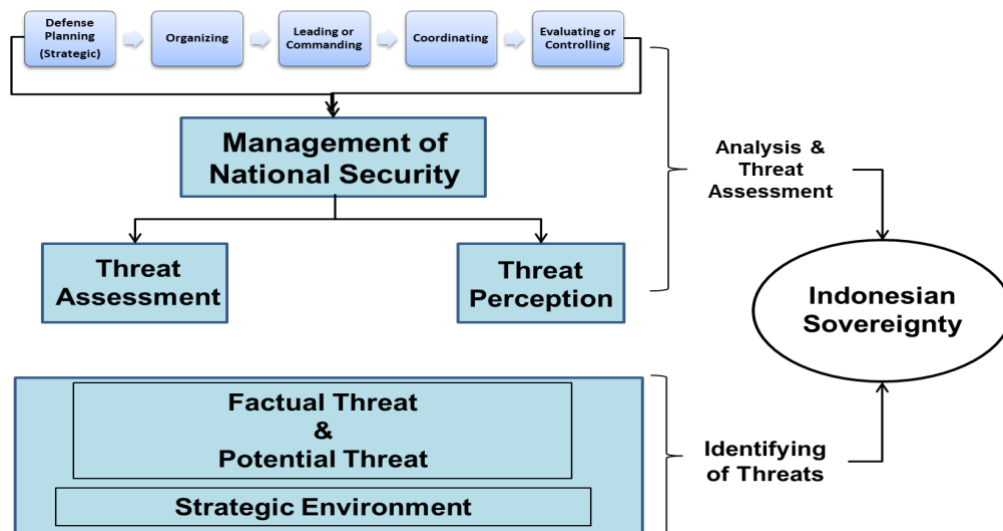 Defense
Planning
(Strategic)
Organizing
Leading or
Commanding
Coordinating
Evaluating or
Controlling
Management of
National Security
Analysis &
Threat
Assessment
Threat
Assessment
Threat
Perception
Indonesian
Sovereignty
Factual Threat
&
Potential Threat
Identifying
of Threats
Strategic Environment